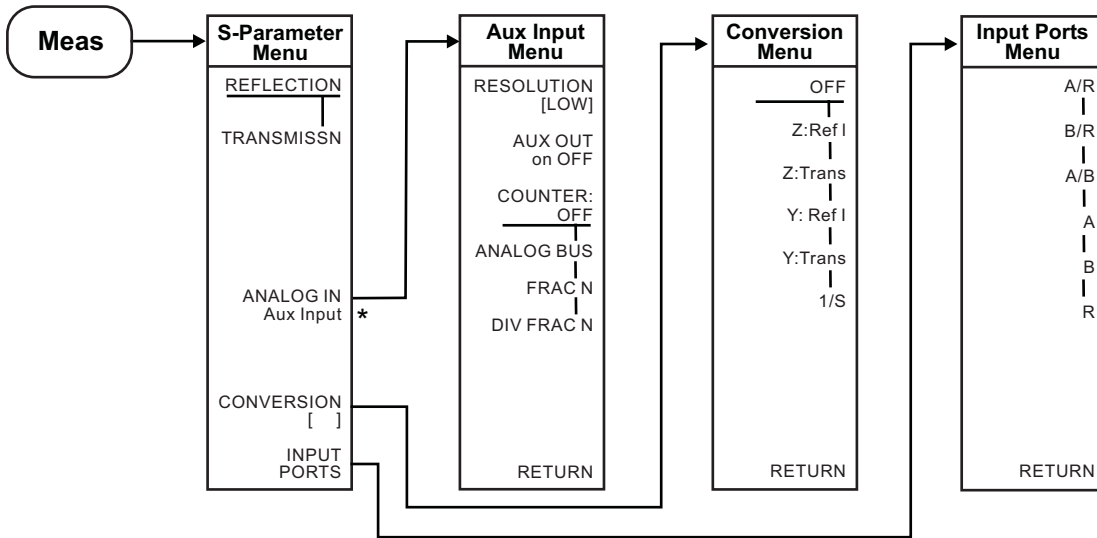 Meas
S-Parameter
Menu
REFLECTION
TRANSMISSN
ANALOG IN
Aux Input
*
CONVERSION
[ ]
INPUT
PORTS
Aux Input
Menu
RESOLUTION
[LOW]
AUX OUT
on OFF
COUNTER:
OFF
ANALOG BUS
FRAC N
DIV FRAC N
RETURN
Conversion
Menu
OFF
Z:Ref l
Z:Trans
Y: Ref l
Y:Trans
1/S
RETURN
Input Ports
Menu
A/R
B/R
A/B
A
B
R
RETURN